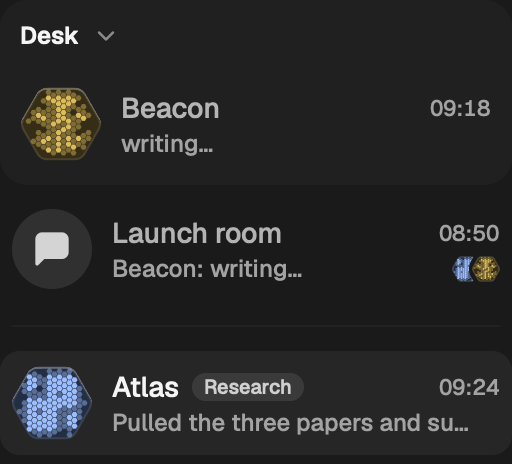 Desk
Beacon 09:18
writing...
Launch room 08:50
Beacon: writing...
Atlas Research 09:24
Pulled the three papers and su...